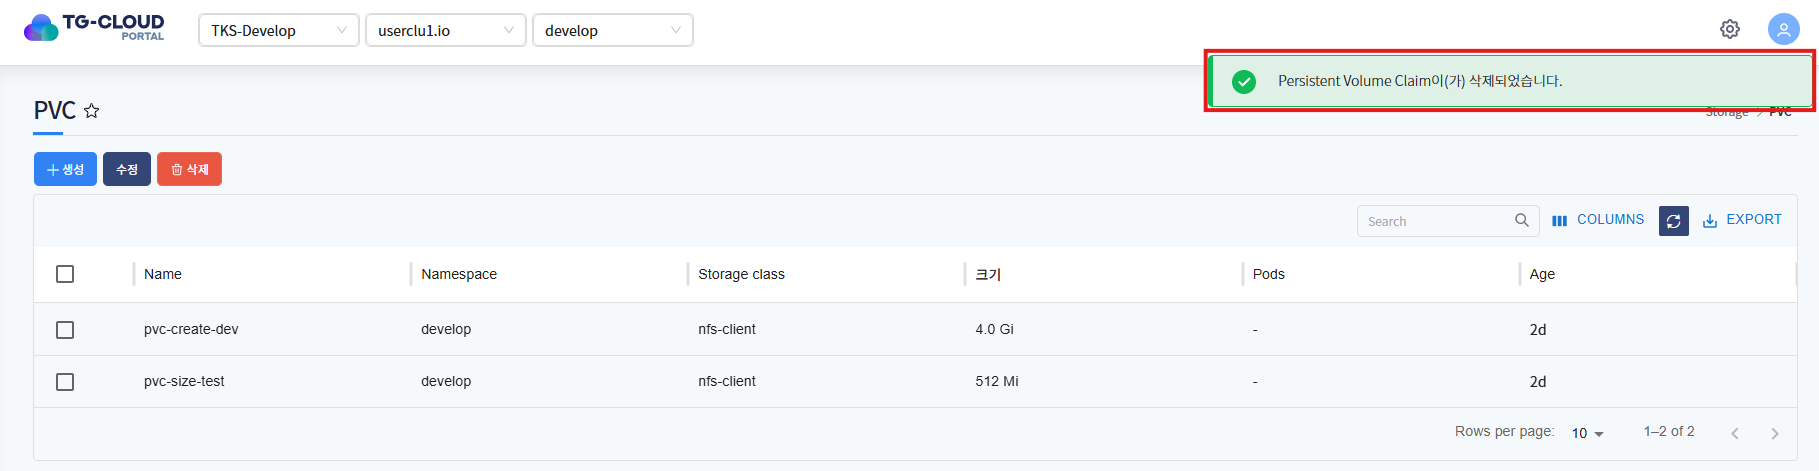 TG-CLOUD
PORTAL
TKS-Develop
userclu1.io
develop
Persistent Volume Claim이(가) 삭제되었습니다.
PVC
Storage > PVC
생성
수정
삭제
Search
COLUMNS
EXPORT
Name Namespace Storage class 크기 Pods Age
pvc-create-dev develop nfs-client 4.0 Gi - 2d
pvc-size-test develop nfs-client 512 Mi - 2d
Rows per page: 10 1–2 of 2